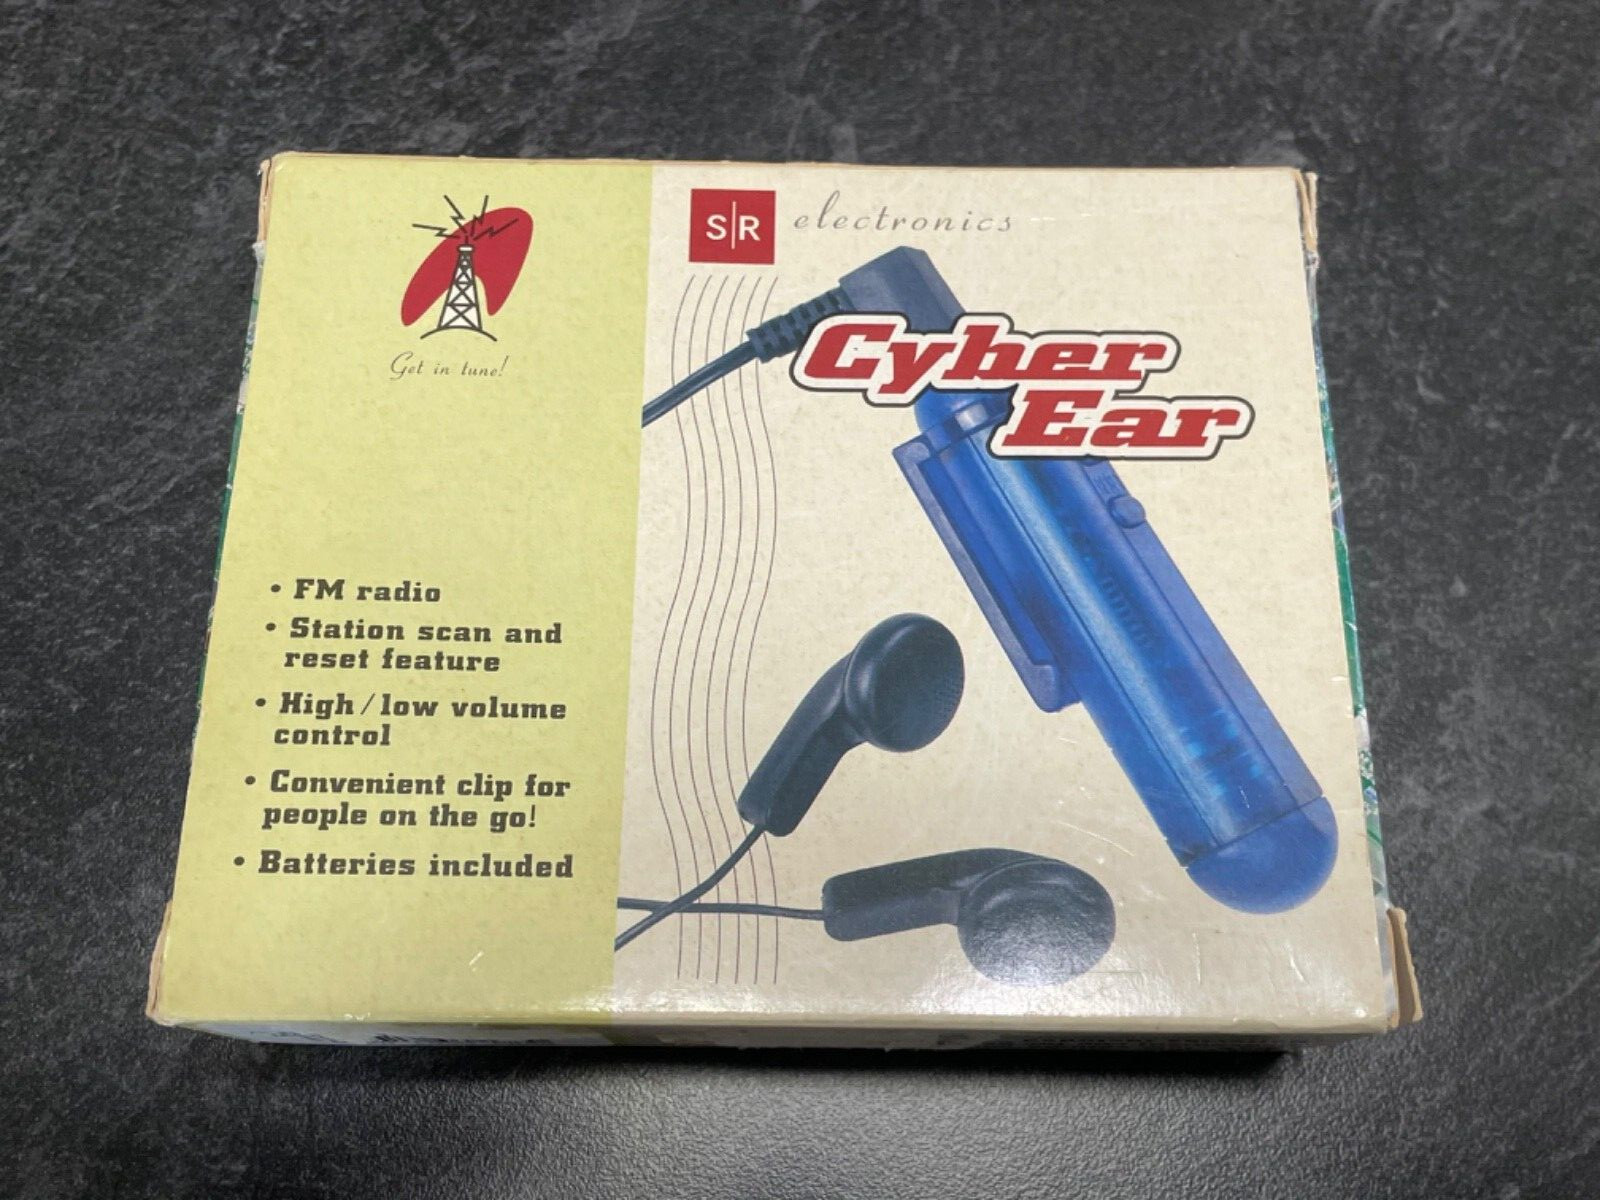 Get in tune!
• FM radio
• Station scan and
reset feature
• High/low volume
control
• Convenient clip for
people on the go!
• Batteries included
S|R electronics
Cyber
Ear